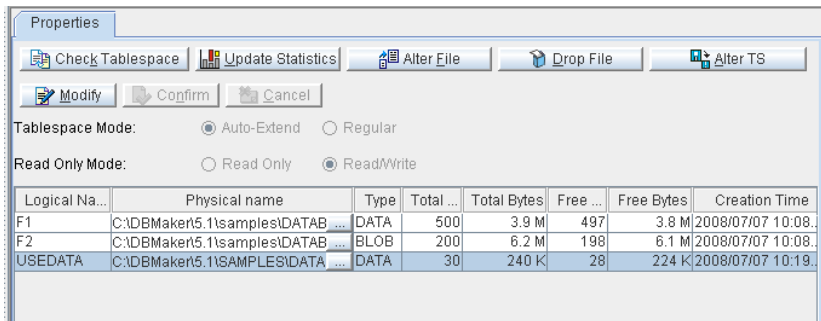 Properties
Check Tablespace Update Statistics Alter File Drop File Alter TS
Modify Confirm Cancel
Tablespace Mode: Auto-Extend Regular
Read Only Mode: Read Only Read/Write
Logical Na... Physical name Type Total ... Total Bytes Free ... Free Bytes Creation Time
F1 C:\DBMaker\5.1\samples\DATAB ... DATA 500 3.9 M 497 3.8 M 2008/07/07 10:08...
F2 C:\DBMaker\5.1\samples\DATAB ... BLOB 200 6.2 M 198 6.1 M 2008/07/07 10:08...
USEDATA C:\DBMaker\5.1\SAMPLES\DATA ... DATA 30 240 K 28 224 K 2008/07/07 10:19...